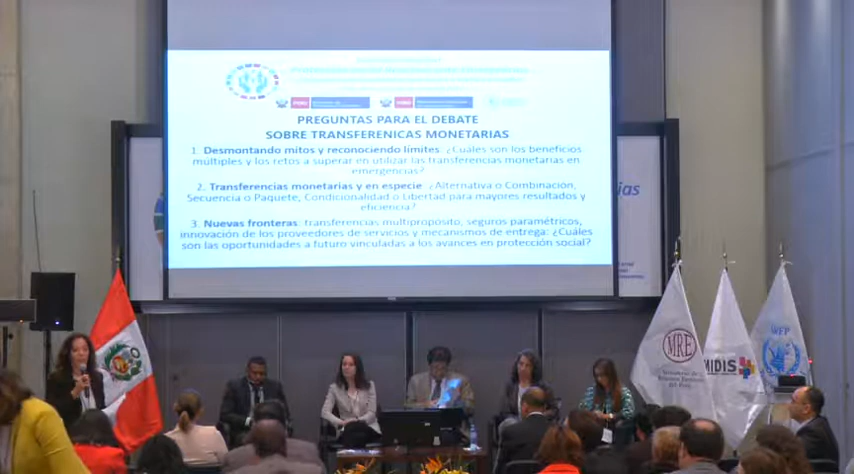 PERÚ
PERÚ
PREGUNTAS PARA EL DEBATE
SOBRE TRANSFERENICAS MONETARIAS
1. Desmontando mitos y reconociendo límites: ¿Cuáles son los beneficios
múltiples y los retos a superar en utilizar las transferencias monetarias en
emergencias?
2. Transferencias monetarias y en especie: ¿Alternativa o Combinación,
Secuencia o Paquete, Condicionalidad o Libertad para mayores resultados y
eficiencia?
3. Nuevas fronteras: transferencias multipropósito, seguros paramétricos,
innovación de los proveedores de servicios y mecanismos de entrega: ¿Cuáles
son las oportunidades a futuro vinculadas a los avances en protección social?
MRE
MIDIS
WFP